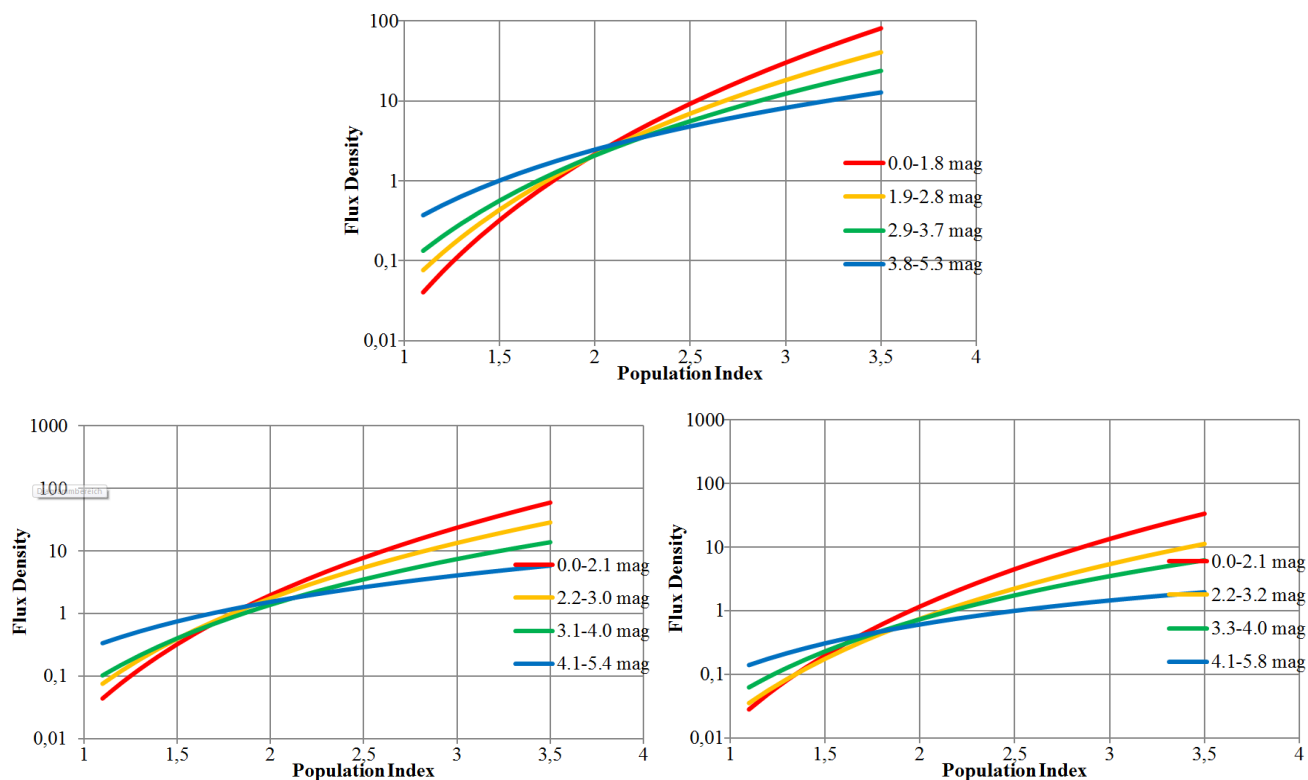 100
10
1
0,1
0,01
Flux Density
1
1,5
2
2,5
3
3,5
4
Population Index
0.0-1.8 mag
1.9-2.8 mag
2.9-3.7 mag
3.8-5.3 mag
1000
100
10
1
0,1
0,01
Flux Density
1
1,5
2
2,5
3
3,5
4
Population Index
0.0-2.1 mag
2.2-3.0 mag
3.1-4.0 mag
4.1-5.4 mag
1000
100
10
1
0,1
0,01
Flux Density
1
1,5
2
2,5
3
3,5
4
Population Index
0.0-2.1 mag
2.2-3.2 mag
3.3-4.0 mag
4.1-5.8 mag